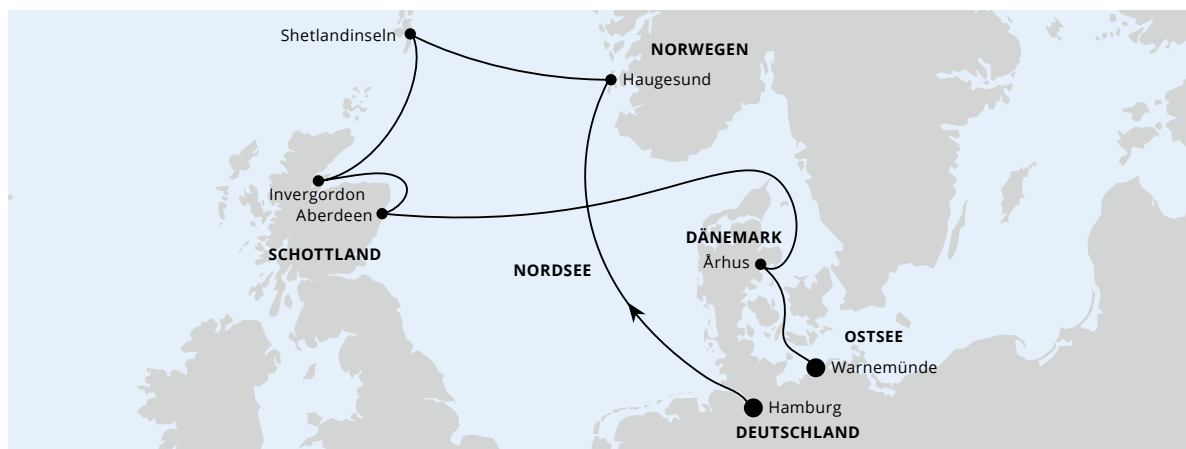 Shetlandinseln
NORWEGEN
Haugesund
Invergordon
Aberdeen
SCHOTTLAND
DÄNEMARK
Århus
NORDSEE
OSTSEE
Warnemünde
Hamburg
DEUTSCHLAND